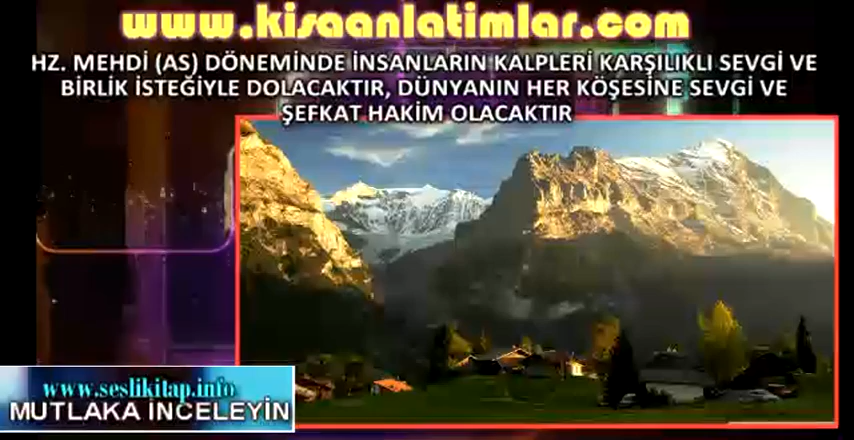 www.kisaanlatimlar.com
HZ. MEHDİ (AS) DÖNEMİNDE İNSANLARIN KALPLERİ KARŞILIKLI SEVGİ VE
BİRLİK İSTEĞİYLE DOLACAKTIR, DÜNYANIN HER KÖŞESİNE SEVGİ VE
ŞEFKAT HAKİM OLACAKTIR
www.seslikitap.info
MUTLAKA İNCELEYİN